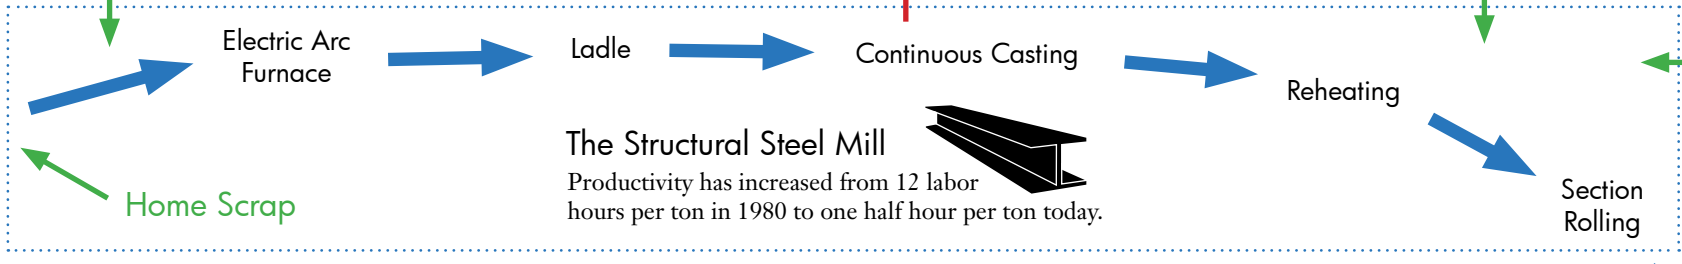 Electric Arc
Furnace
Ladle
Continuous Casting
Reheating
Section
Rolling
Home Scrap
The Structural Steel Mill
Productivity has increased from 12 labor
hours per ton in 1980 to one half hour per ton today.